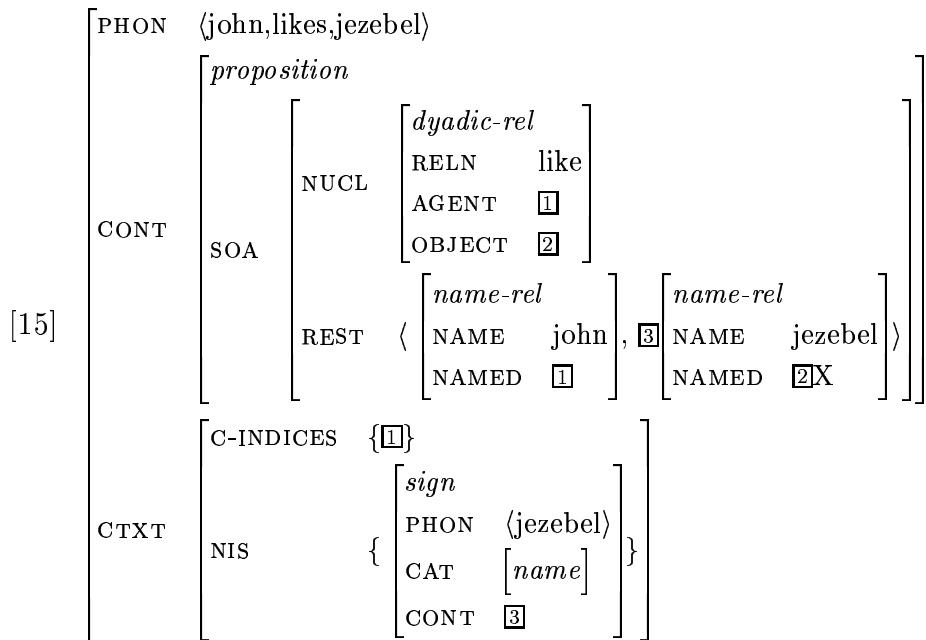 PHON ⟨john,likes,jezebel⟩
proposition
dyadic-rel
RELN like
NUCL
AGENT 1
CONT
OBJECT 2
SOA
name-rel name-rel
[15]
REST ⟨ NAME john , 3 NAME jezebel ⟩
NAMED 1 NAMED 2X
C-INDICES {1}
sign
PHON ⟨jezebel⟩
CTXT
NIS { }
CAT [name]
CONT 3